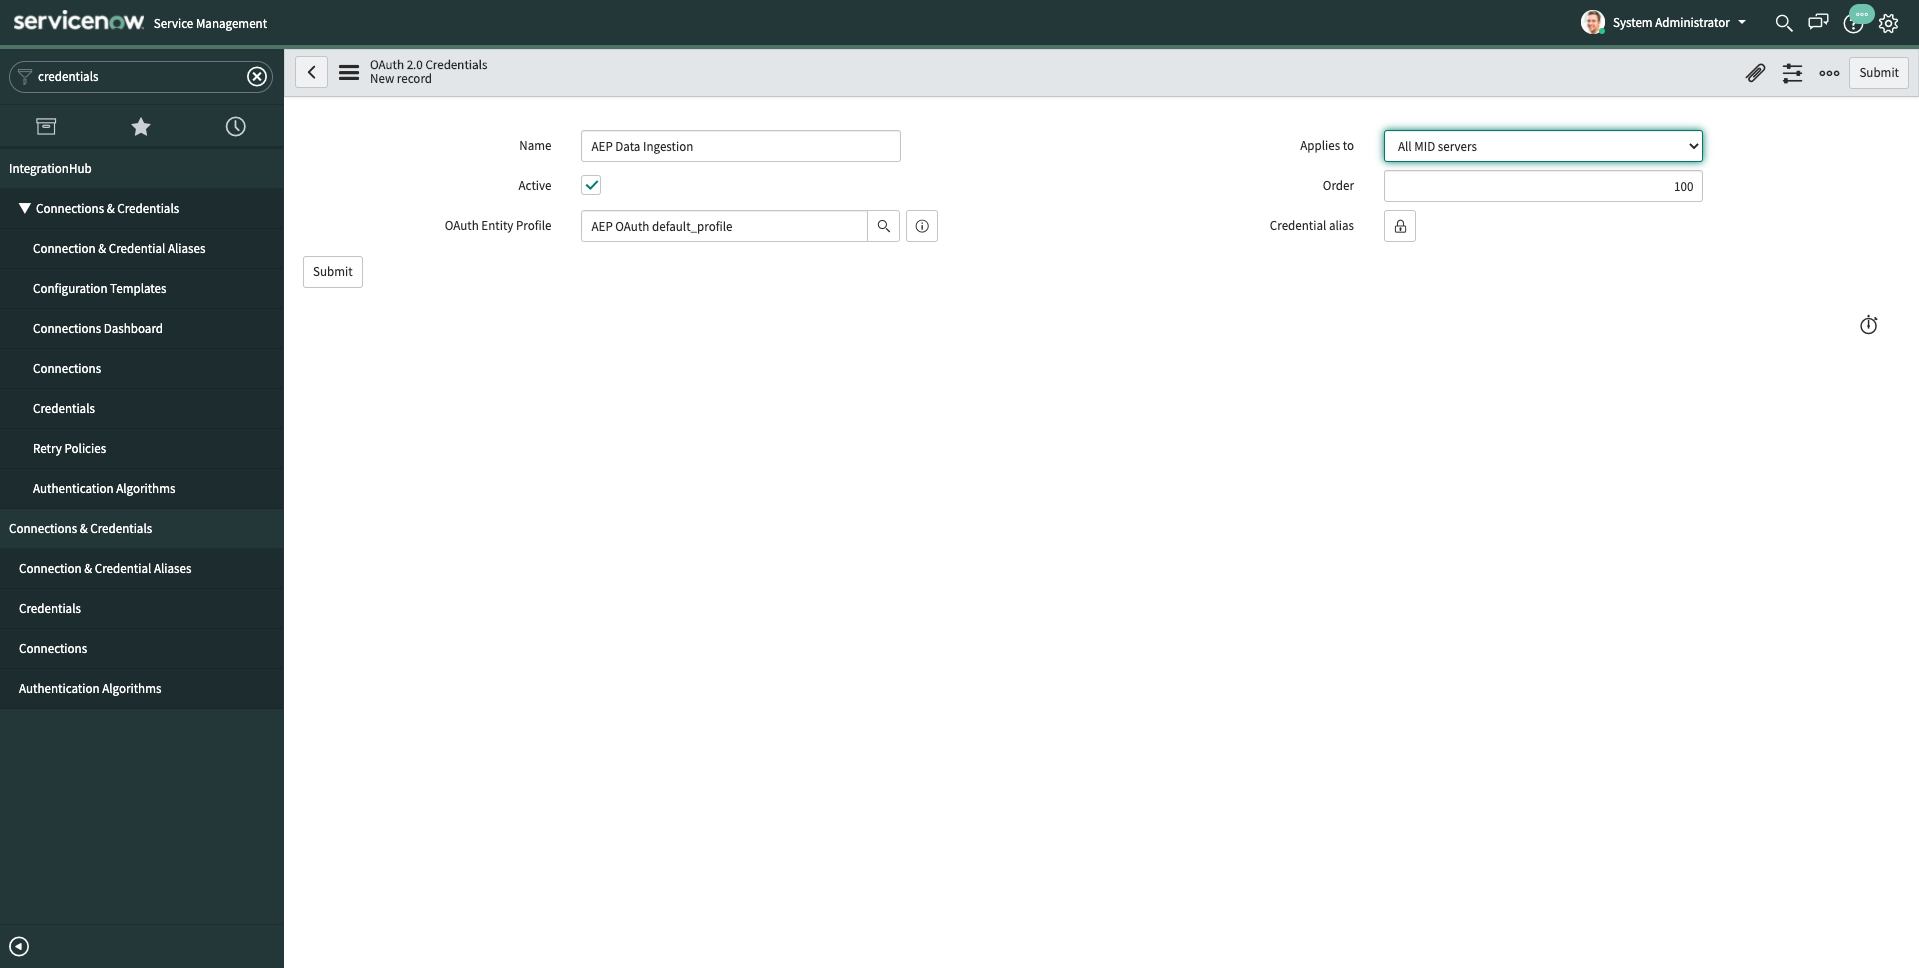 servicenow Service Management
System Administrator
credentials
IntegrationHub
Connections & Credentials
Connection & Credential Aliases
Configuration Templates
Connections Dashboard
Connections
Credentials
Retry Policies
Authentication Algorithms
Connections & Credentials
Connection & Credential Aliases
Credentials
Connections
Authentication Algorithms
OAuth 2.0 Credentials
New record
Submit
Name AEP Data Ingestion
Applies to All MID servers
Active
Order 100
OAuth Entity Profile AEP OAuth default_profile
Credential alias
Submit